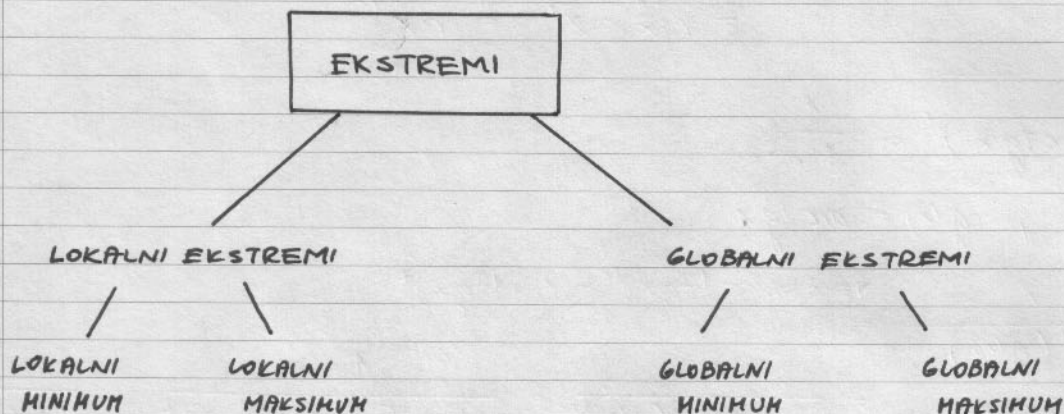 EKSTREMI
LOKALNI EKSTREMI
GLOBALNI EKSTREMI
LOKALNI
MINIMUM
LOKALNI
MAKSIMUM
GLOBALNI
MINIMUM
GLOBALNI
MAKSIMUM